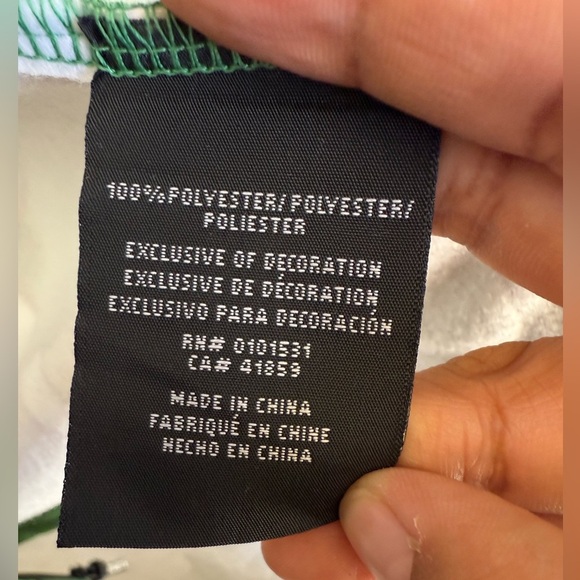 100% POLYESTER/ POLYESTER/
POLIESTER
EXCLUSIVE OF DECORATION
EXCLUSIVE DE DÉCORATION
EXCLUSIVO PARA DECORACIÓN
RN# 0101531
CA# 41859
MADE IN CHINA
FABRIQUÉ EN CHINE
HECHO EN CHINA